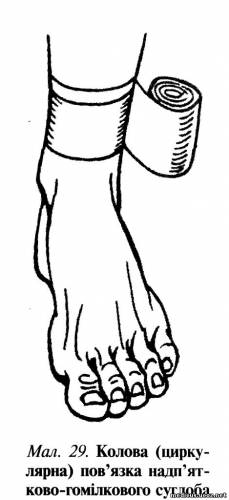 Мал. 29. Колова (цирку-
лярна) пов'язка надп'ят-
ково-гомілкового суглоба